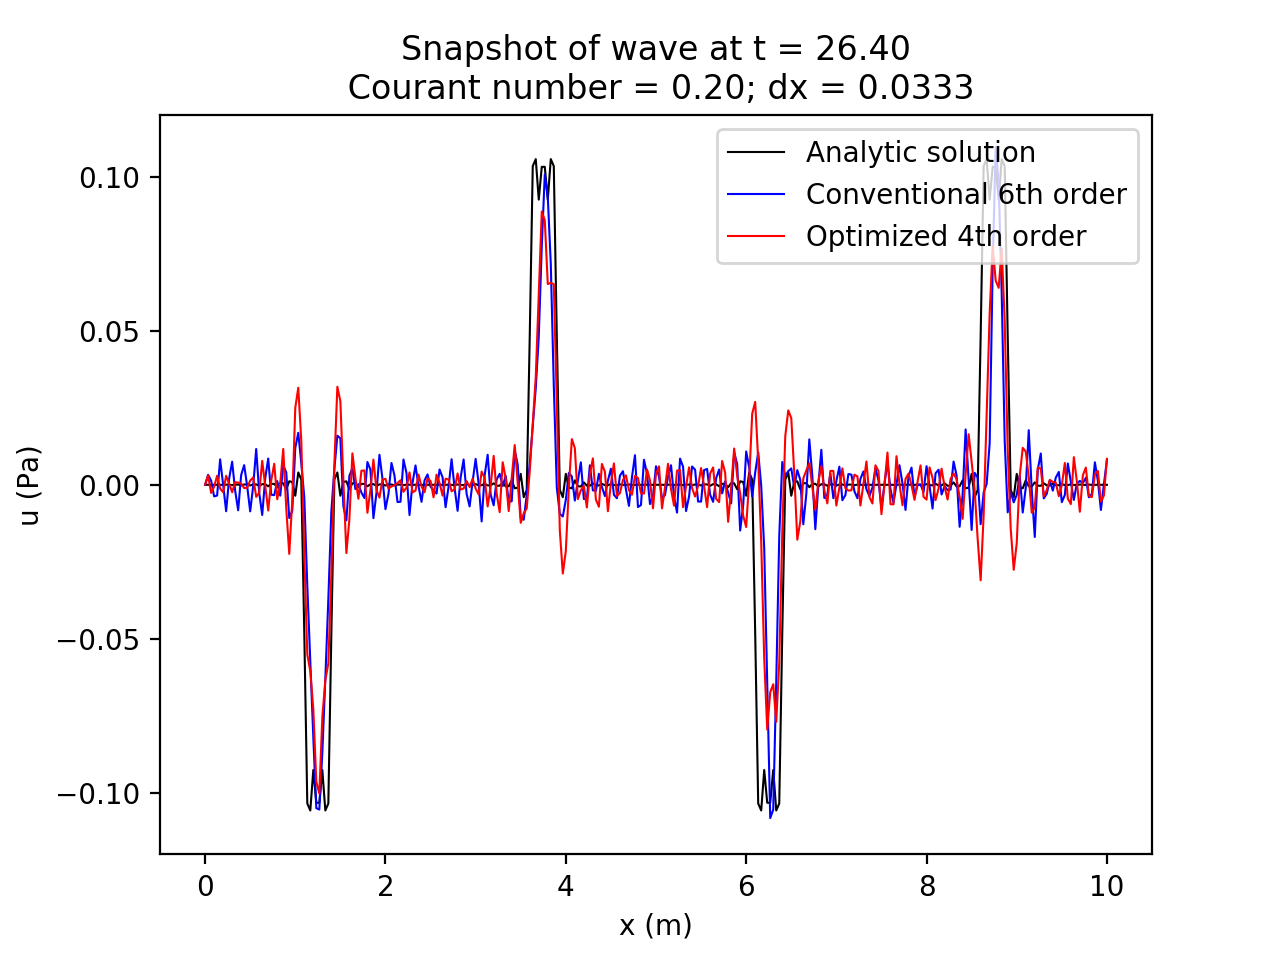 Snapshot of wave at t = 26.40
Courant number = 0.20; dx = 0.0333
Analytic solution
Conventional 6th order
Optimized 4th order
0.10
0.05
0.00
−0.05
−0.10
u (Pa)
0 2 4 6 8 10
x (m)